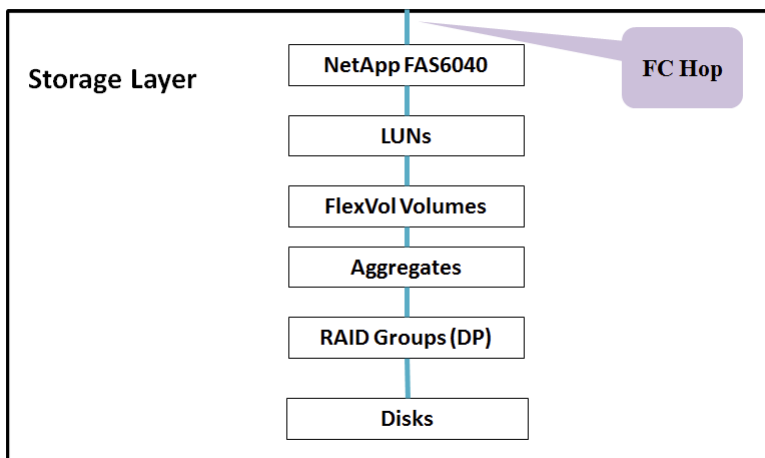 Storage Layer
NetApp FAS6040
FC Hop
LUNs
FlexVol Volumes
Aggregates
RAID Groups (DP)
Disks